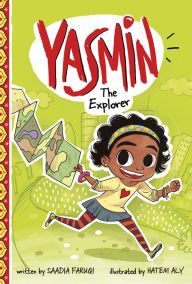 YASMIN
The
Explorer
written by SAADIA FARUQI
illustrated by HATEM ALY